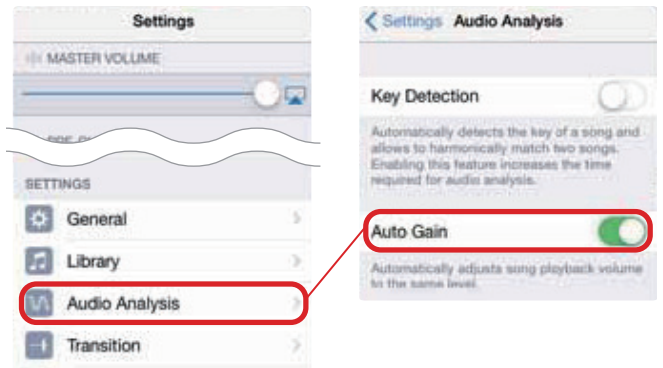 Settings
MASTER VOLUME
SETTINGS
General
Library
Audio Analysis
Transition
Settings Audio Analysis
Key Detection
Automatically detects the key of a song and
allows to harmonically match two songs.
Enabling this feature increases the time
required for audio analysis.
Auto Gain
Automatically adjusts song playback volume
to the same level.